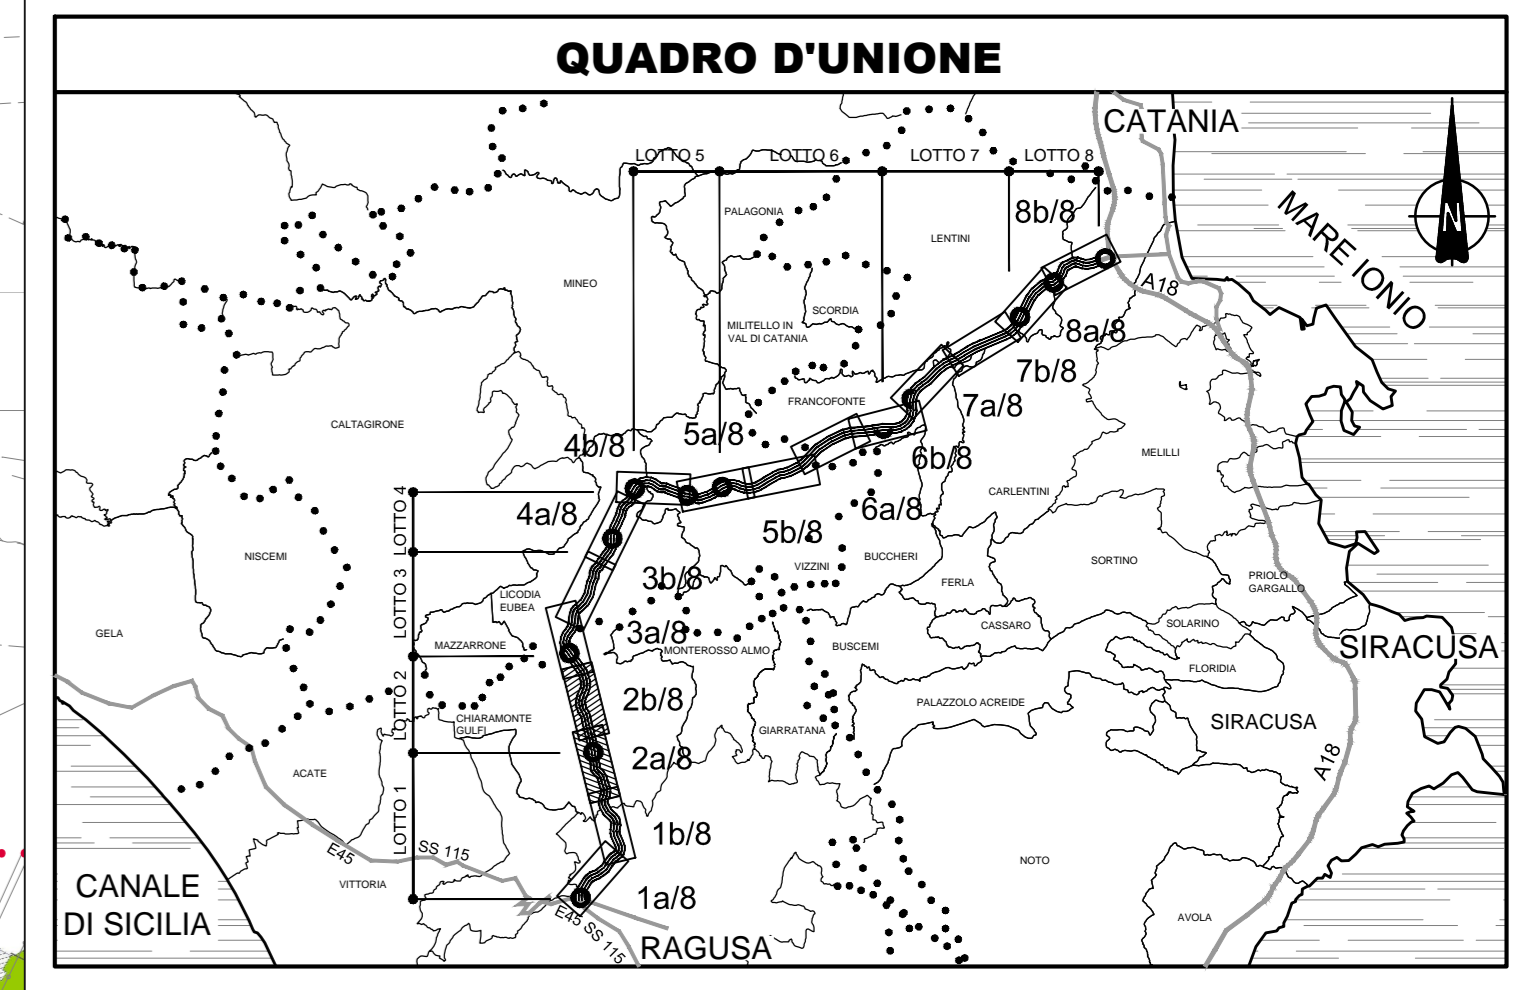 QUADRO D'UNIONE
CATANIA
LOTTO 5
LOTTO 6
LOTTO 7
LOTTO 8
N
MARE IONIO
PALAGONIA
8b/8
LENTINI
MINEO
A18
SCORDIA
MILITELLO IN
VAL DI CATANIA
8a/8
7b/8
FRANCOFONTE
7a/8
CALTAGIRONE
4b/8
5a/8
6b/8
MELILLI
CARLENTINI
LOTTO 4
4a/8
6a/8
5b/8
NISCEMI
BUCCHERI
SORTINO
VIZZINI
3b/8
FERLA
PRIOLO
GARGALLO
LICODIA
EUBEA
LOTTO 3
GELA
3a/8
CASSARO
SOLARINO
MAZZARRONE
MONTEROSSO ALMO
BUSCEMI
SIRACUSA
FLORIDIA
LOTTO 2
2b/8
PALAZZOLO ACREIDE
CHIARAMONTE
GULFI
GIARRATANA
SIRACUSA
2a/8
A18
ACATE
LOTTO 1
1b/8
E45
SS 115
NOTO
VITTORIA
CANALE
DI SICILIA
1a/8
E45 SS 115
AVOLA
RAGUSA